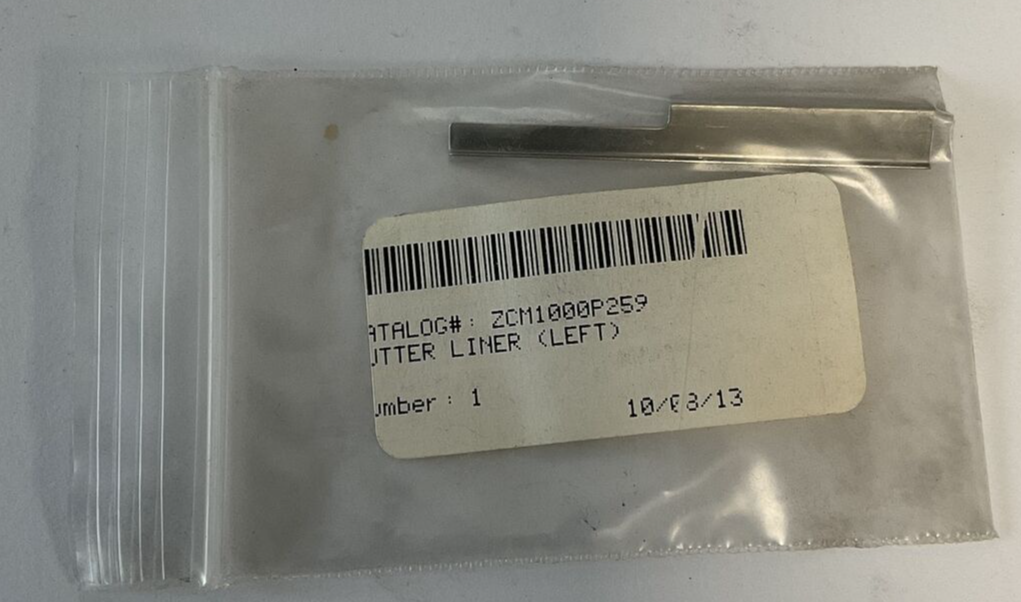 ATALOG#: ZCM1000P259
UTTER LINER (LEFT)
umber: 1
10/08/13